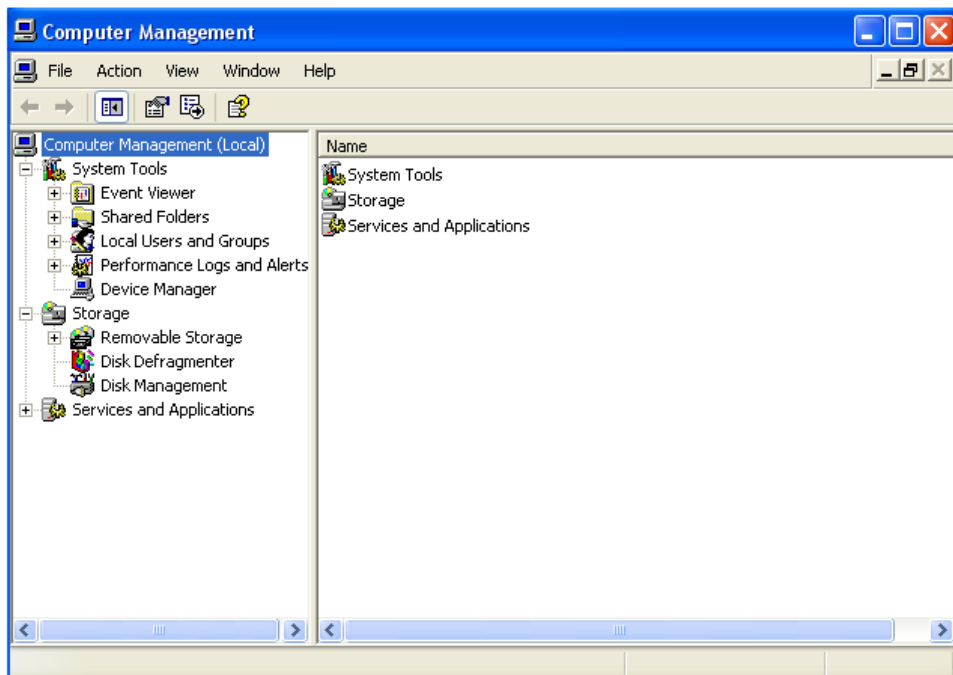 Computer Management
File Action View Window Help
Computer Management (Local)
System Tools
Event Viewer
Shared Folders
Local Users and Groups
Performance Logs and Alerts
Device Manager
Storage
Removable Storage
Disk Defragmenter
Disk Management
Services and Applications
Name
System Tools
Storage
Services and Applications